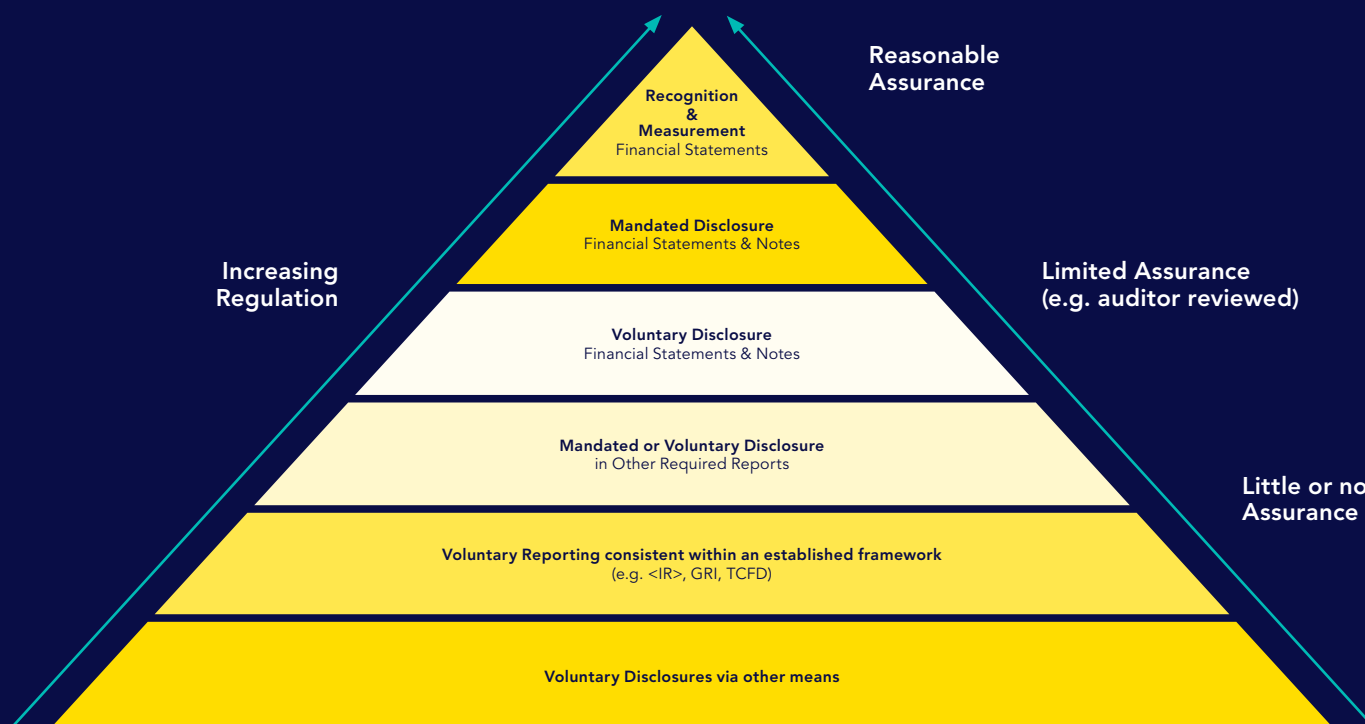 Reasonable
Assurance
Recognition
&
Measurement
Financial Statements
Mandated Disclosure
Financial Statements & Notes
Increasing
Regulation
Limited Assurance
(e.g. auditor reviewed)
Voluntary Disclosure
Financial Statements & Notes
Mandated or Voluntary Disclosure
in Other Required Reports
Little or no
Assurance
Voluntary Reporting consistent within an established framework
(e.g. <IR>, GRI, TCFD)
Voluntary Disclosures via other means